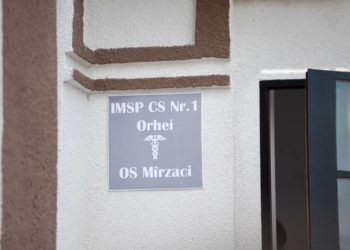 IMSP CS Nr.1
Orhei
OS Mirzaci